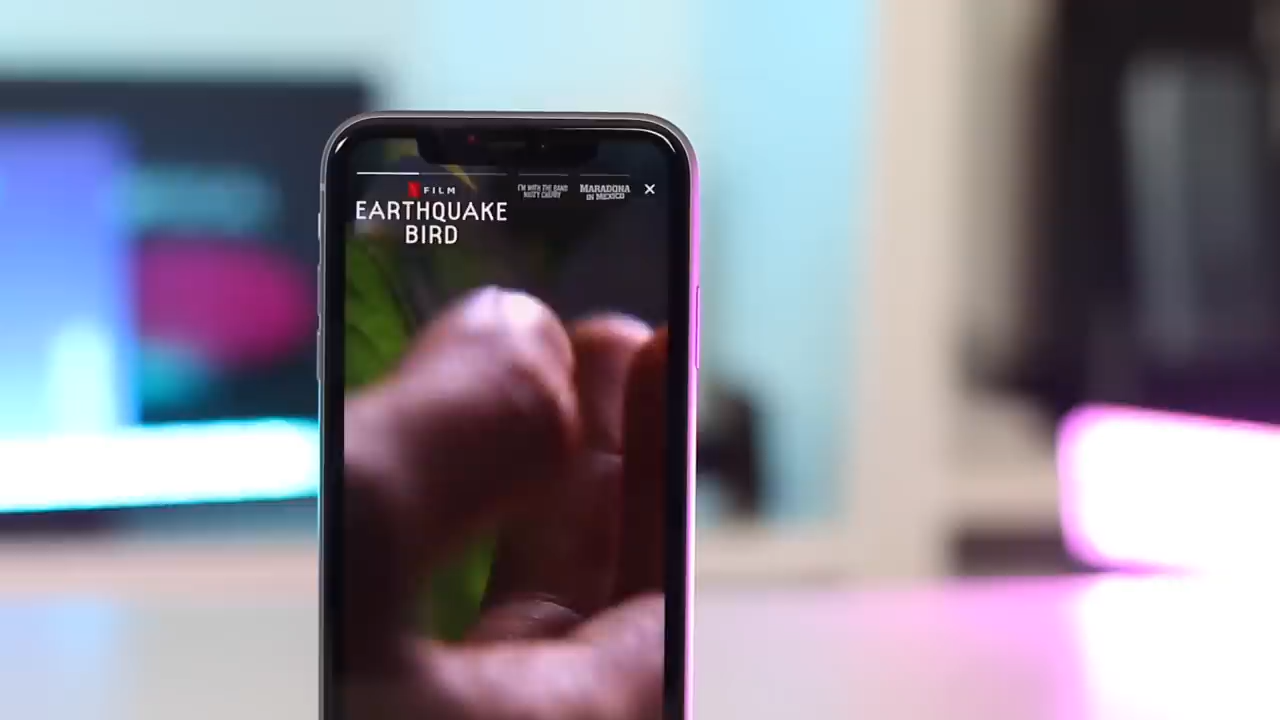 FILM
EARTHQUAKE
BIRD
I'M WITH THE BAND
NASTY CHERRY
MARADONA
IN MEXICO